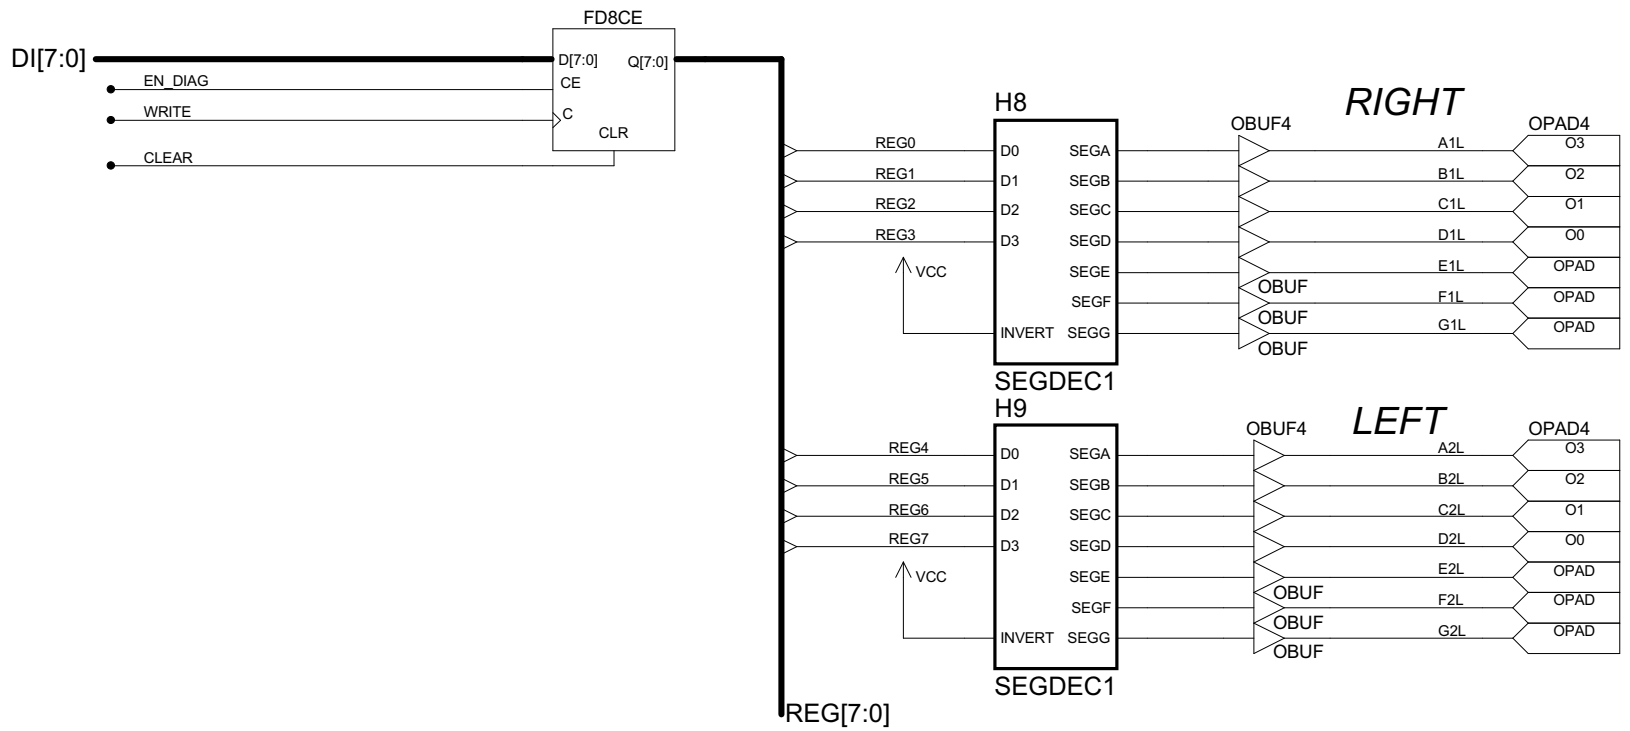 FD8CE
DI[7:0]
D[7:0] Q[7:0]
EN_DIAG CE
WRITE C
CLR
CLEAR
H8
RIGHT
OBUF4 OPAD4
REG0 D0 SEGA A1L O3
REG1 D1 SEGB B1L O2
REG2 D2 SEGC C1L O1
REG3 D3 SEGD D1L O0
VCC SEGE E1L OPAD
OBUF
SEGF F1L OPAD
OBUF
INVERT SEGG G1L OPAD
OBUF
SEGDEC1
H9
LEFT
OBUF4 OPAD4
REG4 D0 SEGA A2L O3
REG5 D1 SEGB B2L O2
REG6 D2 SEGC C2L O1
REG7 D3 SEGD D2L O0
VCC SEGE E2L OPAD
OBUF
SEGF F2L OPAD
OBUF
INVERT SEGG G2L OPAD
OBUF
SEGDEC1
REG[7:0]